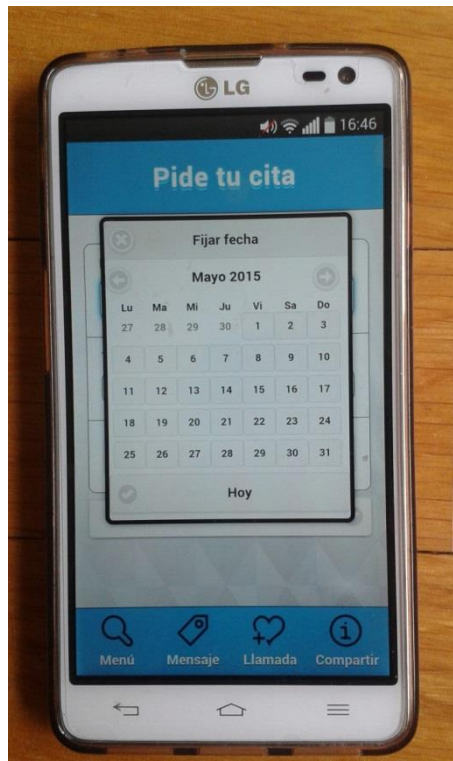 LG
16:46
Pide tu cita
Fijar fecha
Mayo 2015
Lu Ma Mi Ju Vi Sa Do
27 28 29 30 1 2 3
4 5 6 7 8 9 10
11 12 13 14 15 16 17
18 19 20 21 22 23 24
25 26 27 28 29 30 31
Hoy
Menú Mensaje Llamada Compartir